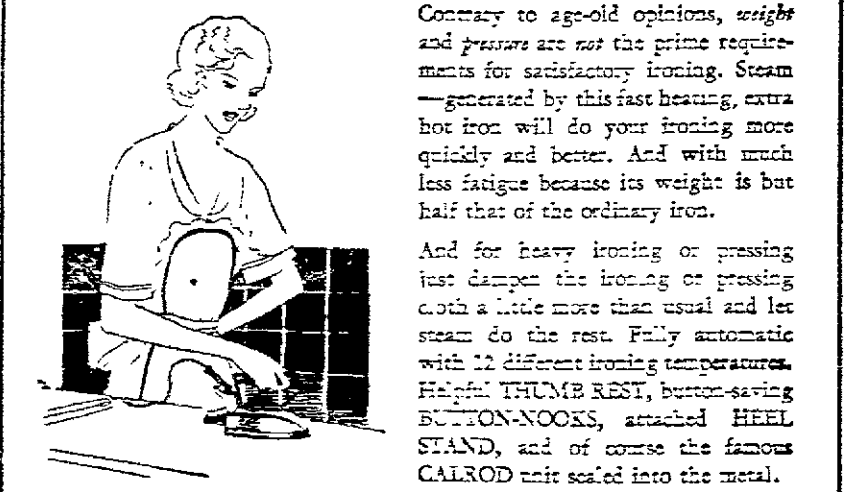 Contrary to age-old opinions, weight
and pressure are not the prime require-
ments for satisfactory ironing. Steam
—generated by this fast heating, extra
hot iron will do your ironing more
quickly and better. And with much
less fatigue because its weight is but
half that of the ordinary iron.
And for heavy ironing or pressing
just dampen the ironing or pressing
cloth a little more than usual and let
steam do the rest. Fully automatic
with 12 different ironing temperatures.
Helpful THUMB REST, button-saving
BUTTON-NOOKS, attached HEEL
STAND, and of course the famous
CALROD unit sealed into the metal.